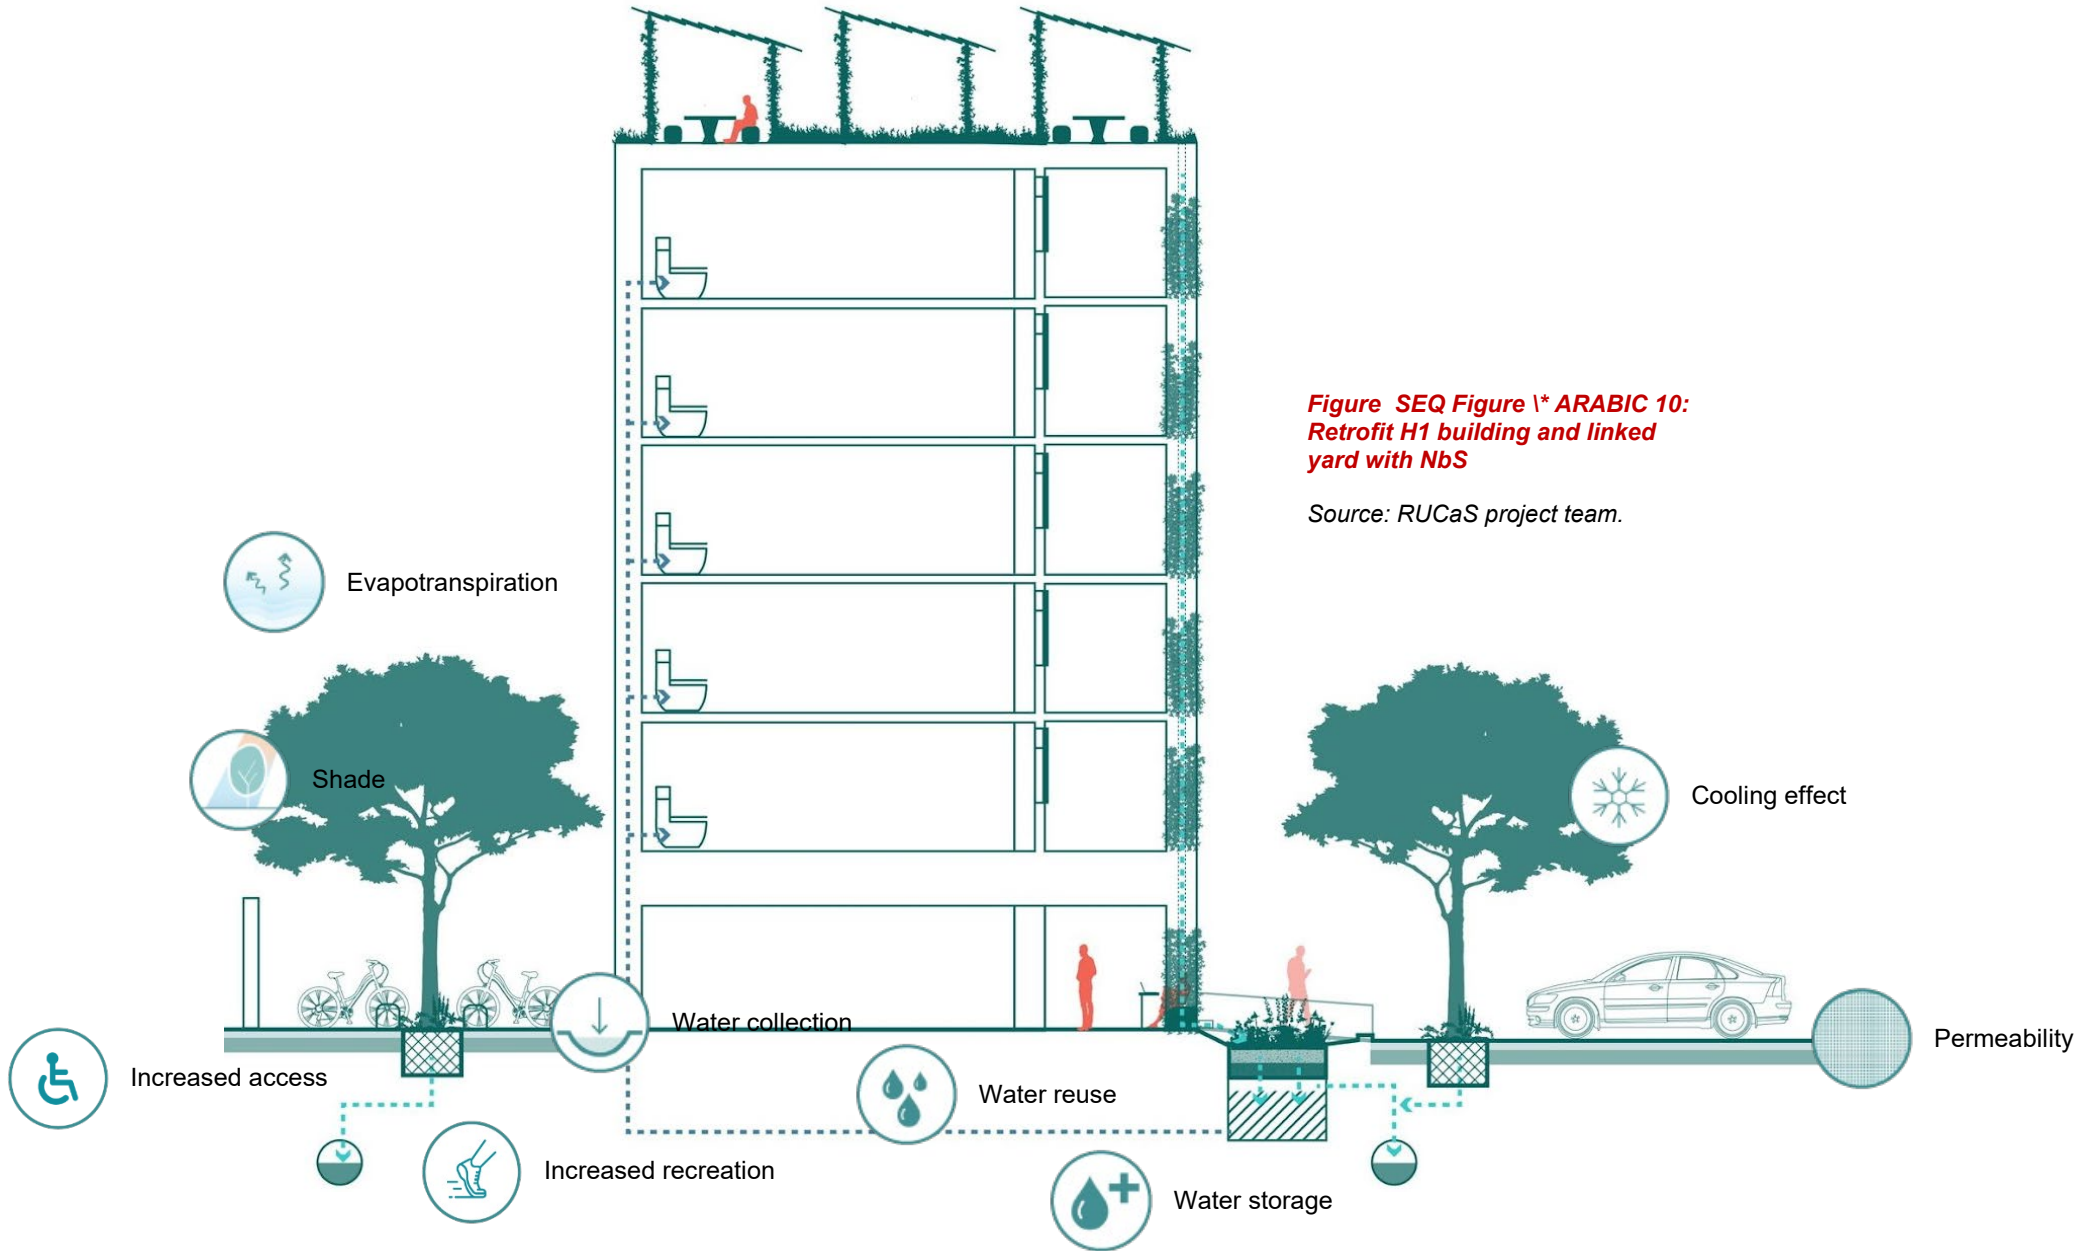 Figure  SEQ Figure \* ARABIC 10:
Retrofit H1 building and linked
yard with NbS
Source: RUCaS project team.
Evapotranspiration
Shade
Cooling effect
Water collection
Permeability
Increased access
Water reuse
Increased recreation
Water storage